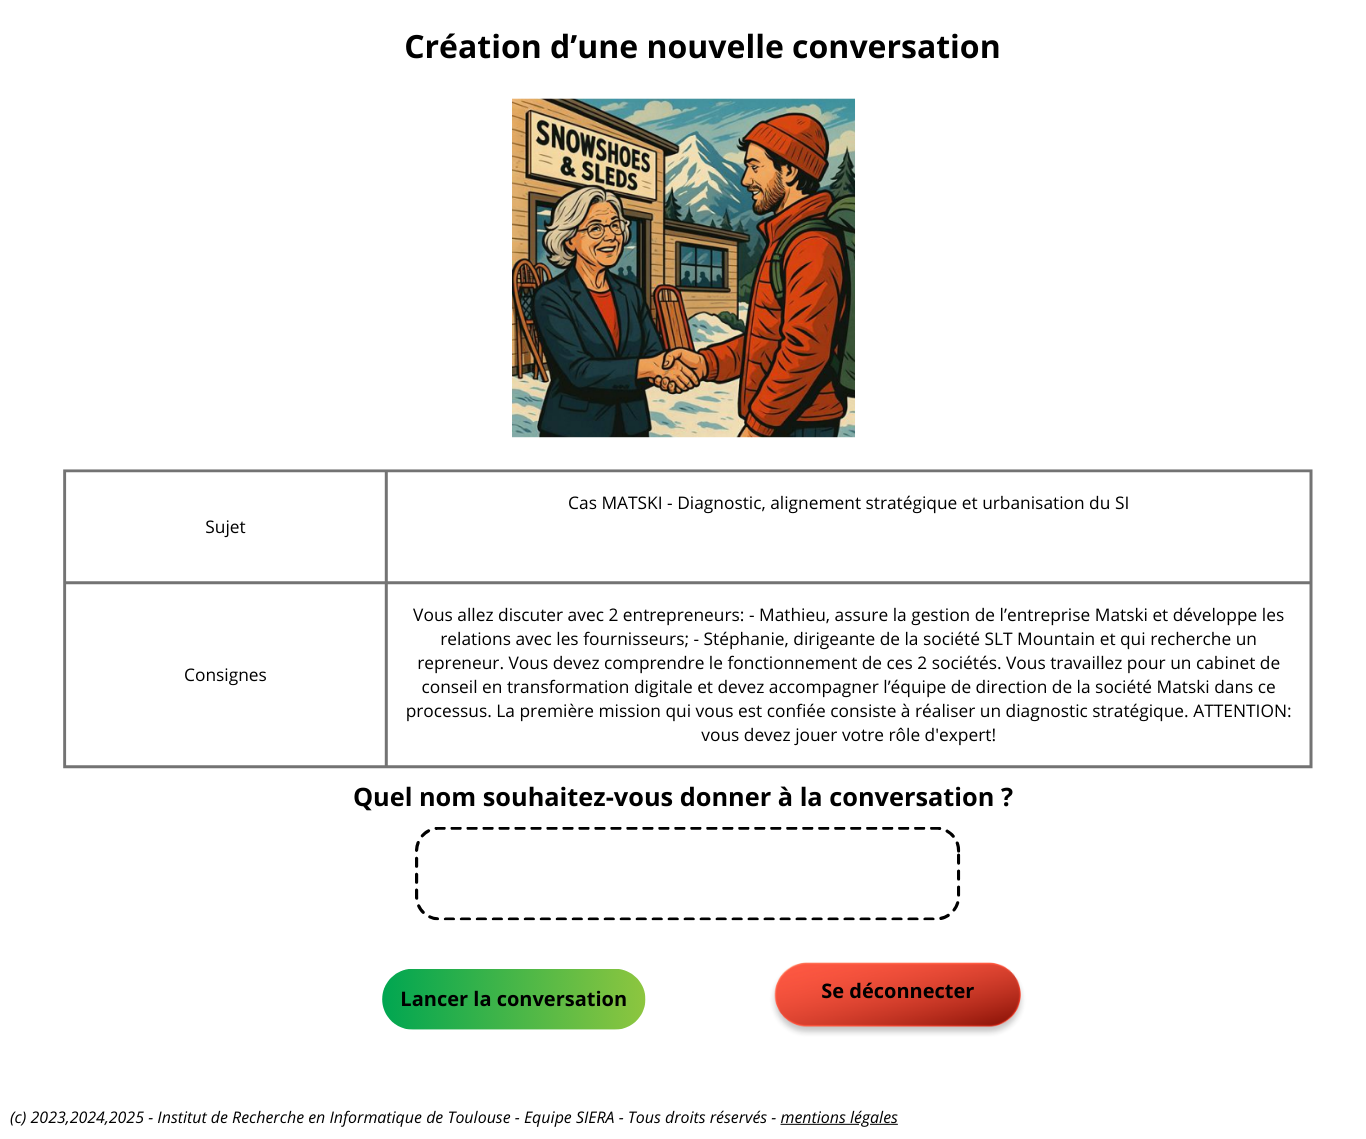 Création d’une nouvelle conversation
SNOWSHOES
& SLEDS
Sujet
Cas MATSKI - Diagnostic, alignement stratégique et urbanisation du SI
Consignes
Vous allez discuter avec 2 entrepreneurs: - Mathieu, assure la gestion de l’entreprise Matski et développe les
relations avec les fournisseurs; - Stéphanie, dirigeante de la société SLT Mountain et qui recherche un
repreneur. Vous devez comprendre le fonctionnement de ces 2 sociétés. Vous travaillez pour un cabinet de
conseil en transformation digitale et devez accompagner l’équipe de direction de la société Matski dans ce
processus. La première mission qui vous est confiée consiste à réaliser un diagnostic stratégique. ATTENTION:
vous devez jouer votre rôle d'expert!
Quel nom souhaitez-vous donner à la conversation ?
Lancer la conversation
Se déconnecter
(c) 2023,2024,2025 - Institut de Recherche en Informatique de Toulouse - Equipe SIERA - Tous droits réservés - mentions légales